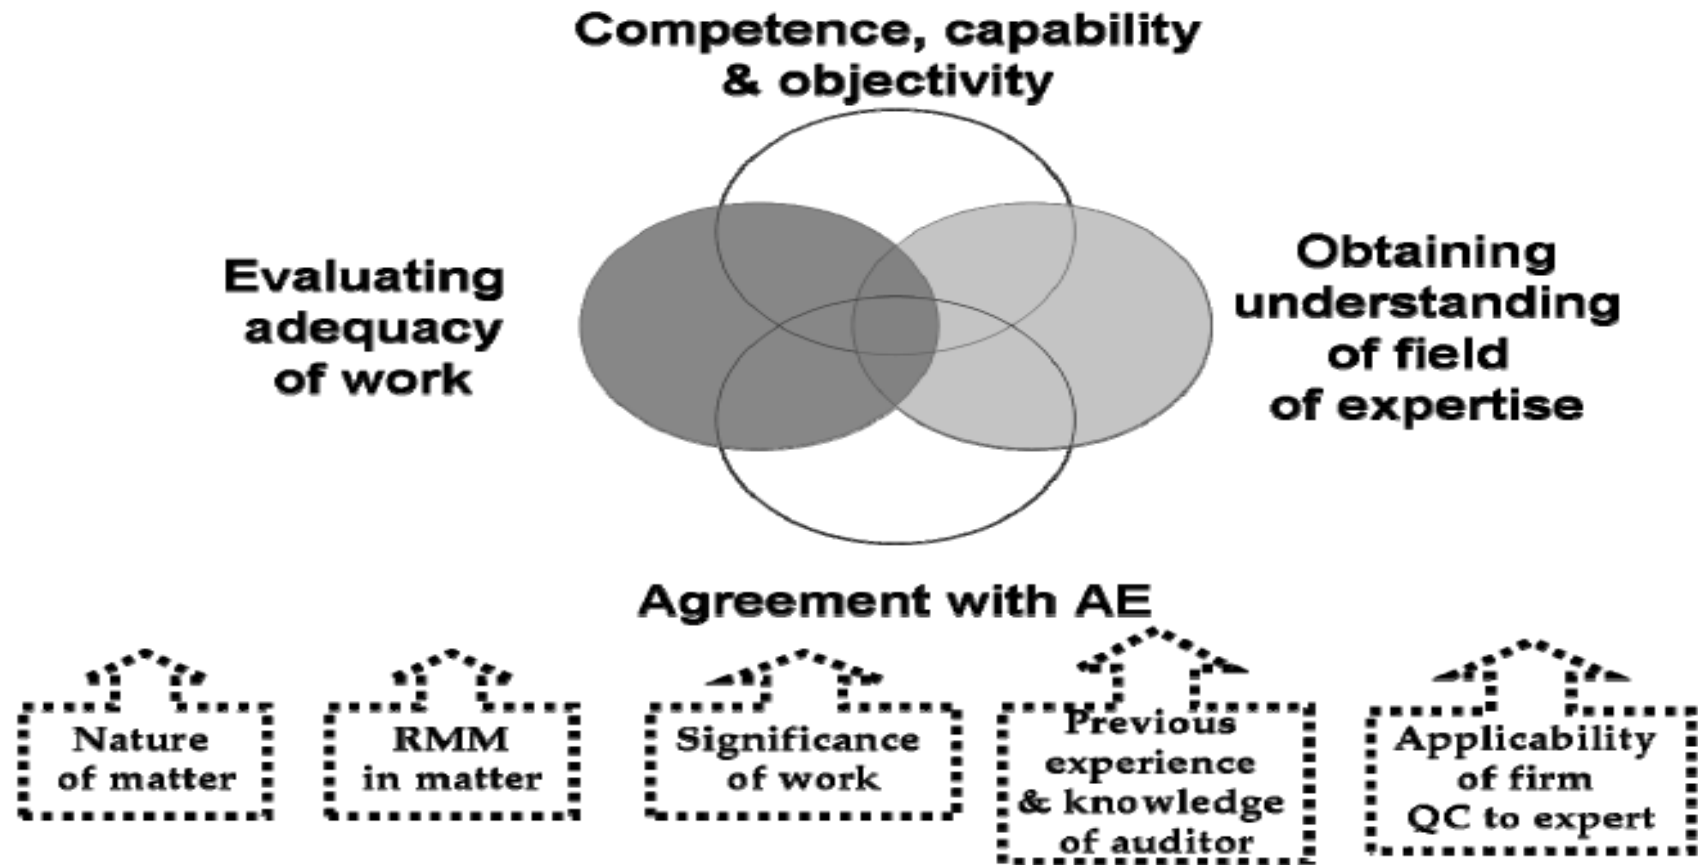 Competence, capability
& objectivity
Evaluating
adequacy
of work
Obtaining
understanding
of field
of expertise
Agreement with AE
Nature
of matter
RMM
in matter
Significance
of work
Previous
experience
& knowledge
of auditor
Applicability
of firm
QC to expert